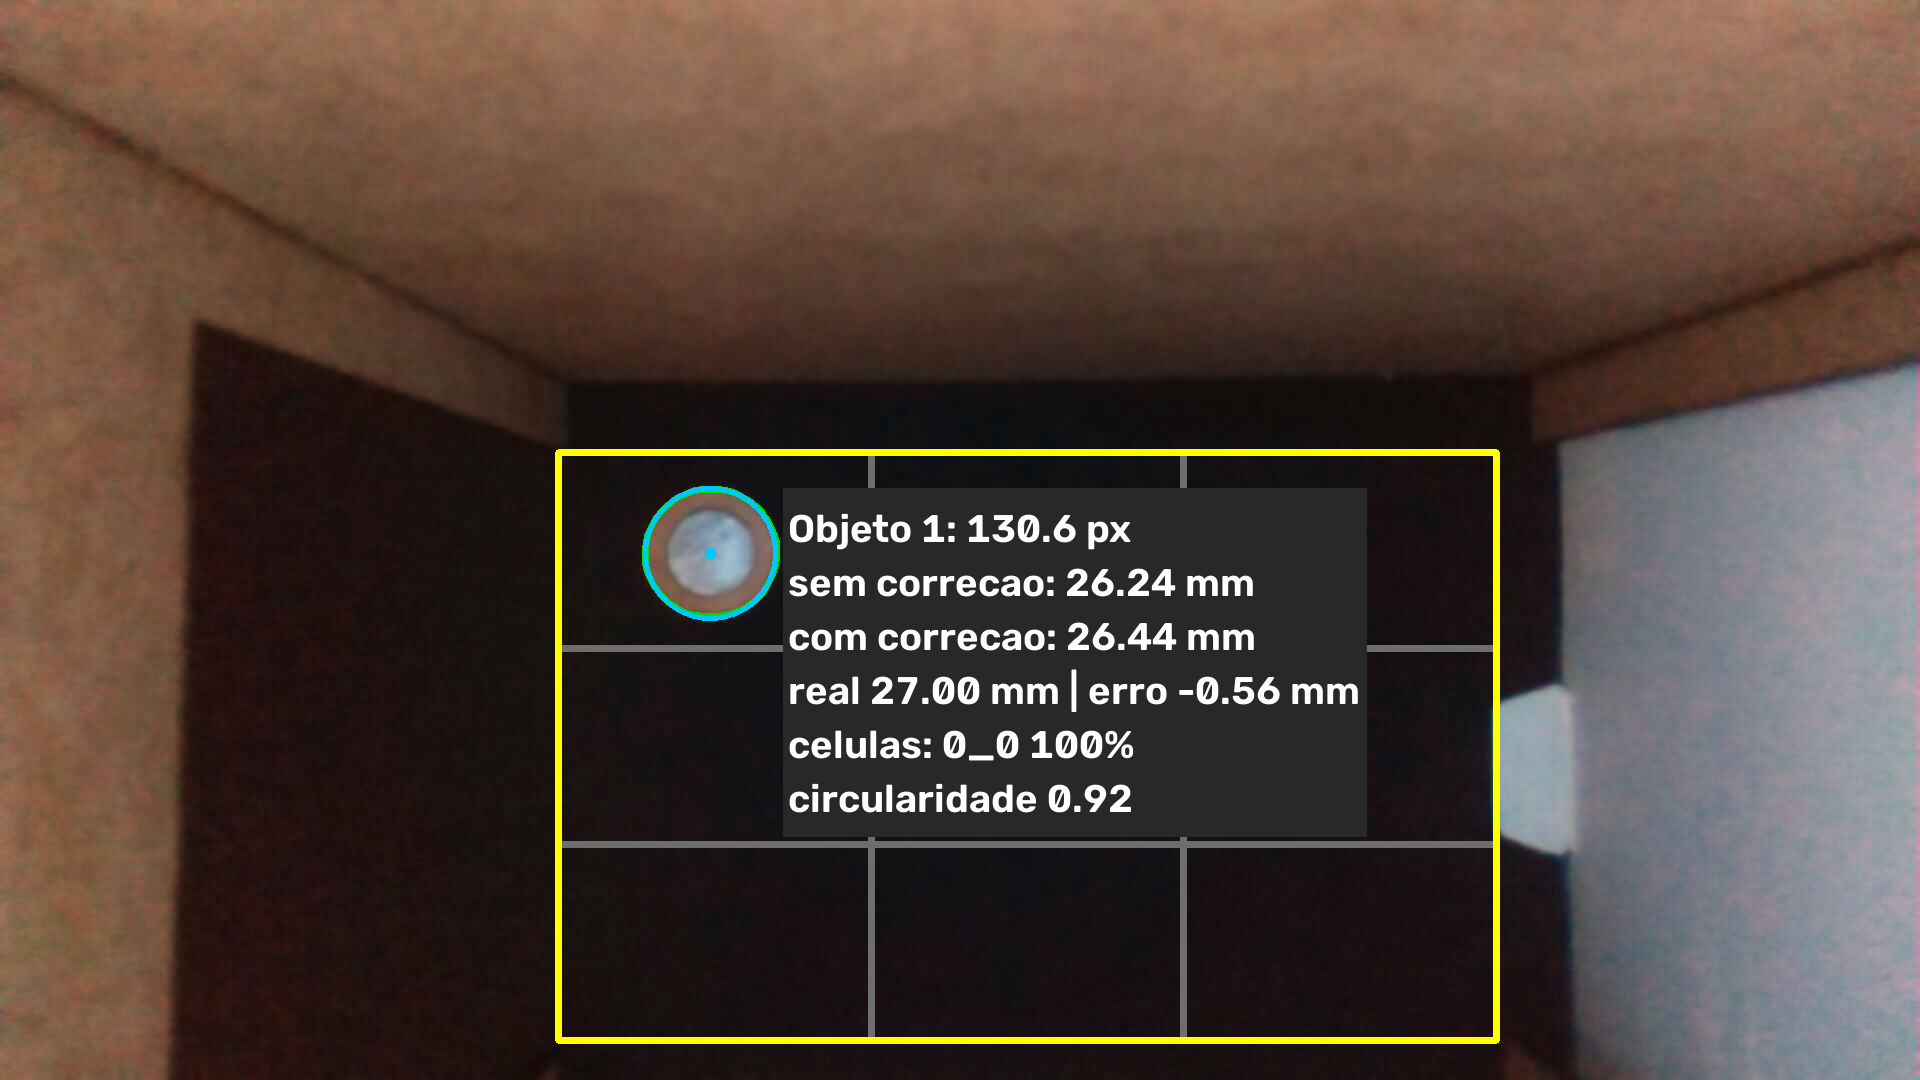 Objeto 1: 130.6 px
sem correcao: 26.24 mm
com correcao: 26.44 mm
real 27.00 mm | erro -0.56 mm
celulas: 0_0 100%
circularidade 0.92